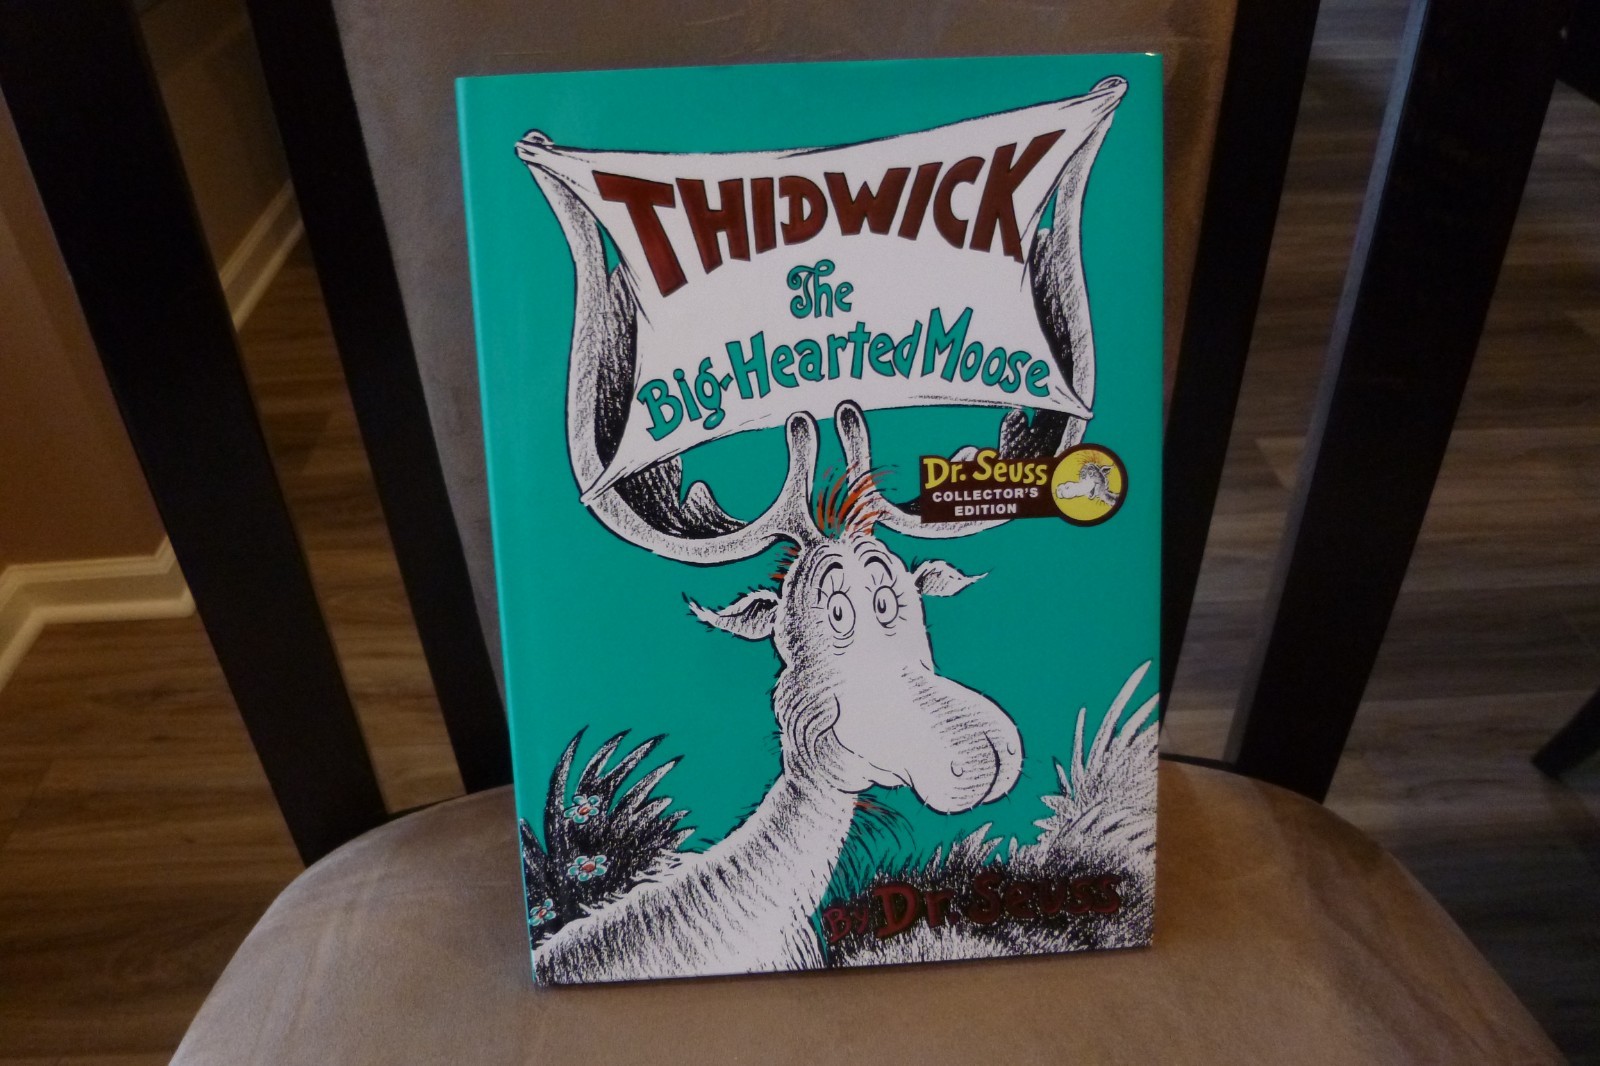 THIDWICK
The
Big-Hearted Moose
Dr. Seuss
COLLECTOR'S
EDITION
By Dr. Seuss